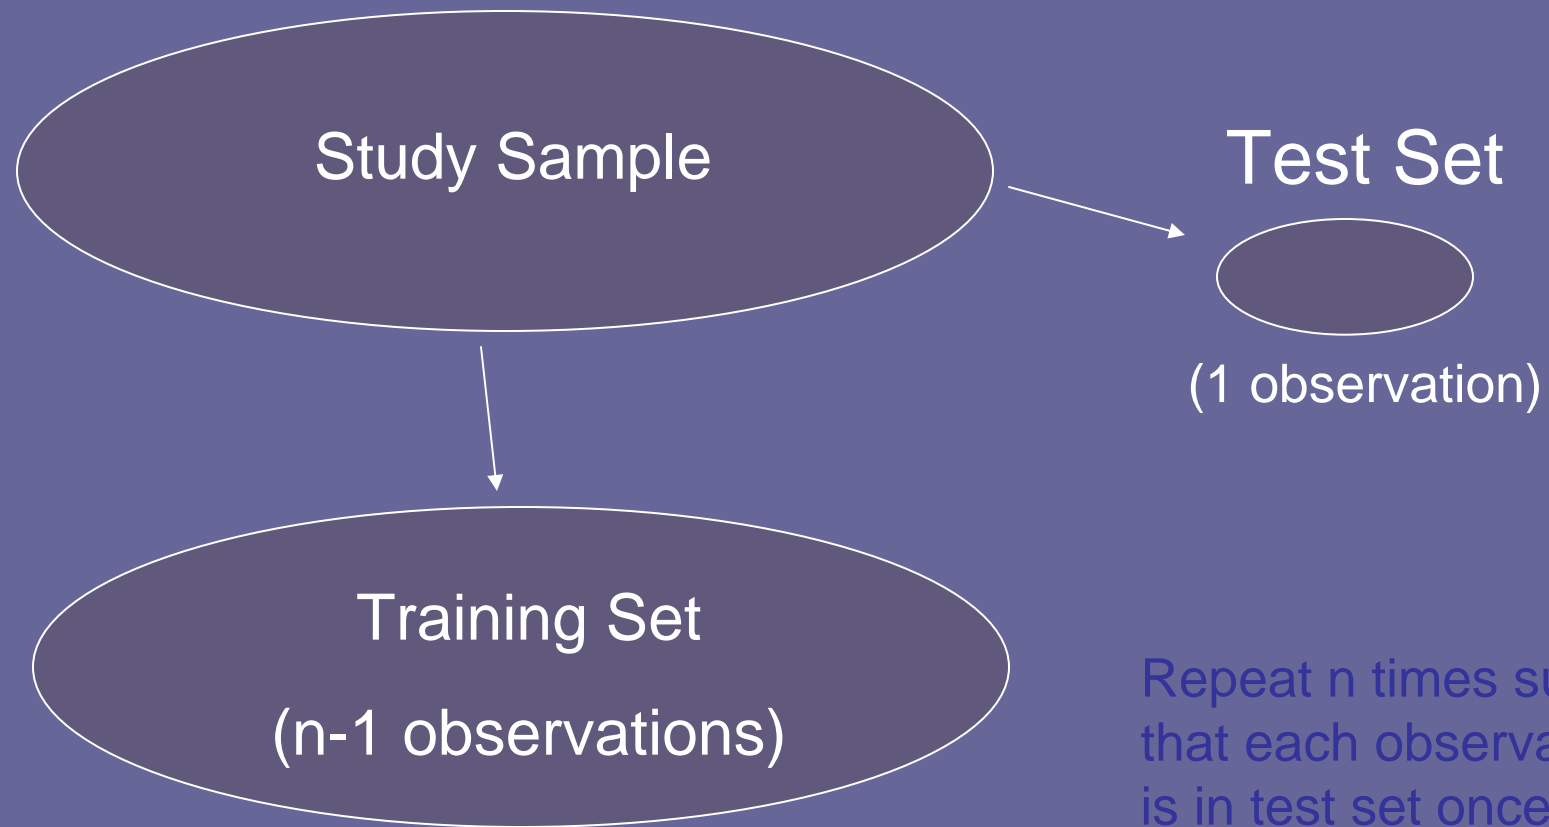 Study Sample
Test Set
(1 observation)
Training Set
(n-1 observations)
Repeat n times
that each
is in test set once